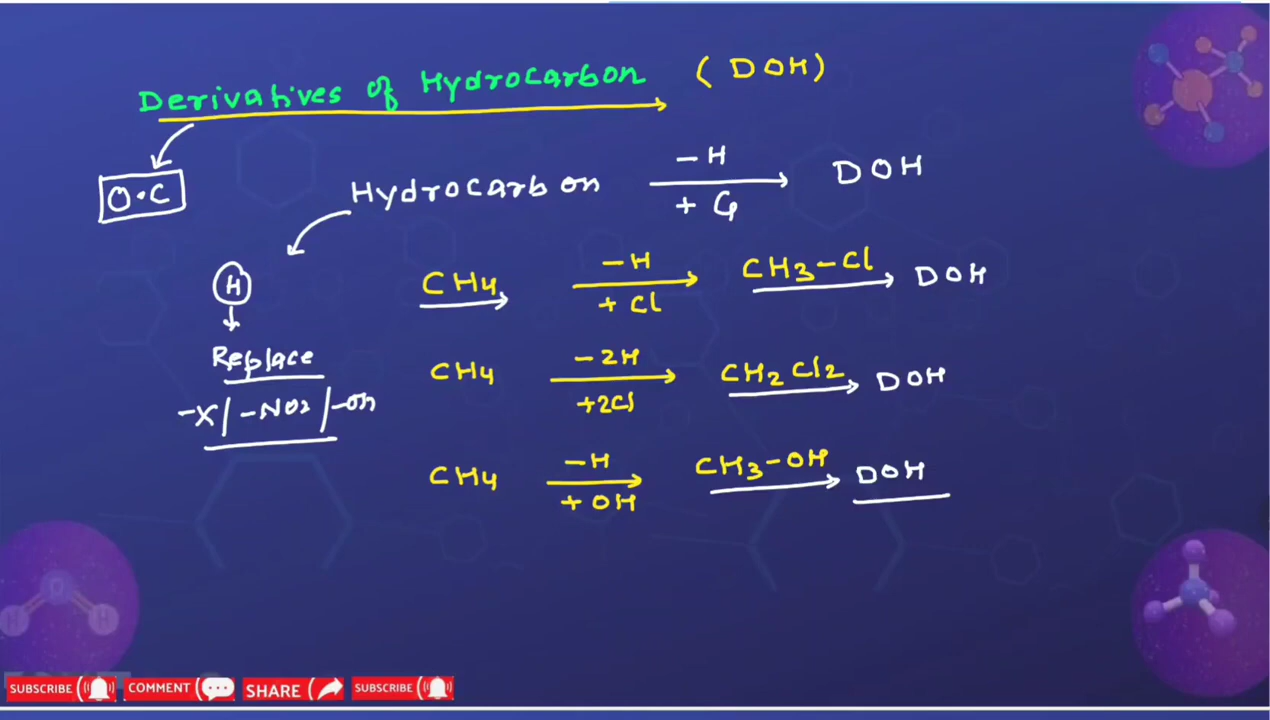 Derivatives of Hydrocarbon (DOH)
O.C
Hydrocarbon -H + G DOH
H
CH4 -H + Cl CH3-Cl DOH
Replace
-X/-NO2/-OH
CH4 -2H +2Cl CH2Cl2 DOH
CH4 -H + OH CH3-OH DOH
SUBSCRIBE COMMENT SHARE SUBSCRIBE